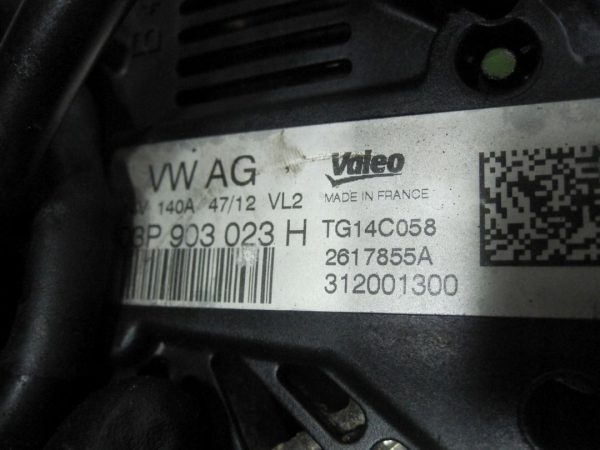 VW AG
140A 47/12 VL2
903 023 H
Valeo
MADE IN FRANCE
TG14C058
2617855A
312001300